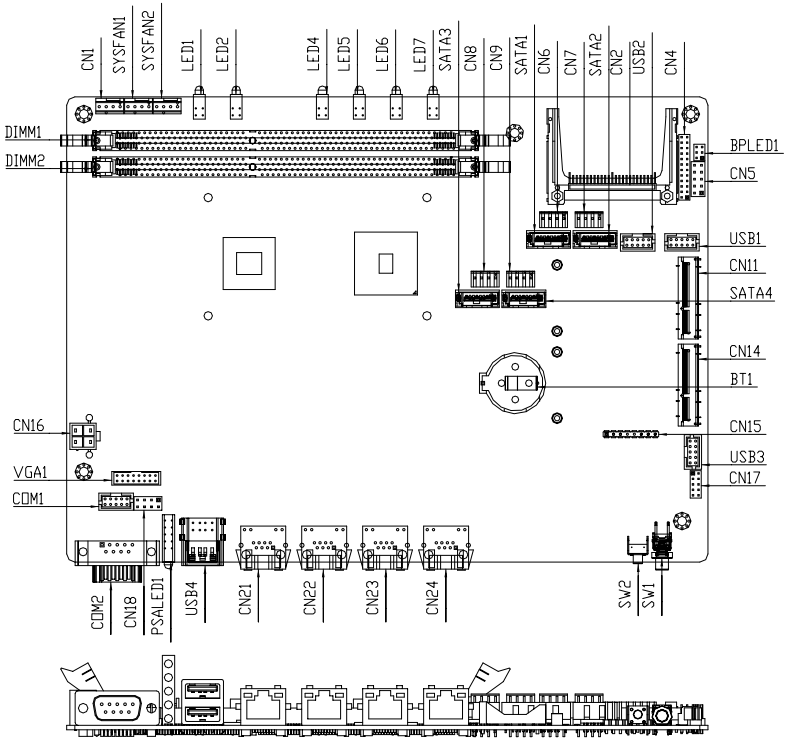 CN1
SYSFAN1
SYSFAN2
LED1
LED2
LED4
LED5
LED6
LED7
SATA3
CN8
CN9
SATA1
CN6
CN7
SATA2
CN2
USB2
CN4
DIMM1
BPLED1
DIMM2
CN5
USB1
CN11
SATA4
CN14
BT1
CN16
CN15
USB3
VGA1
CN17
COM1
COM2
CN18
PSALED1
USB4
CN21
CN22
CN23
CN24
SW2
SW1